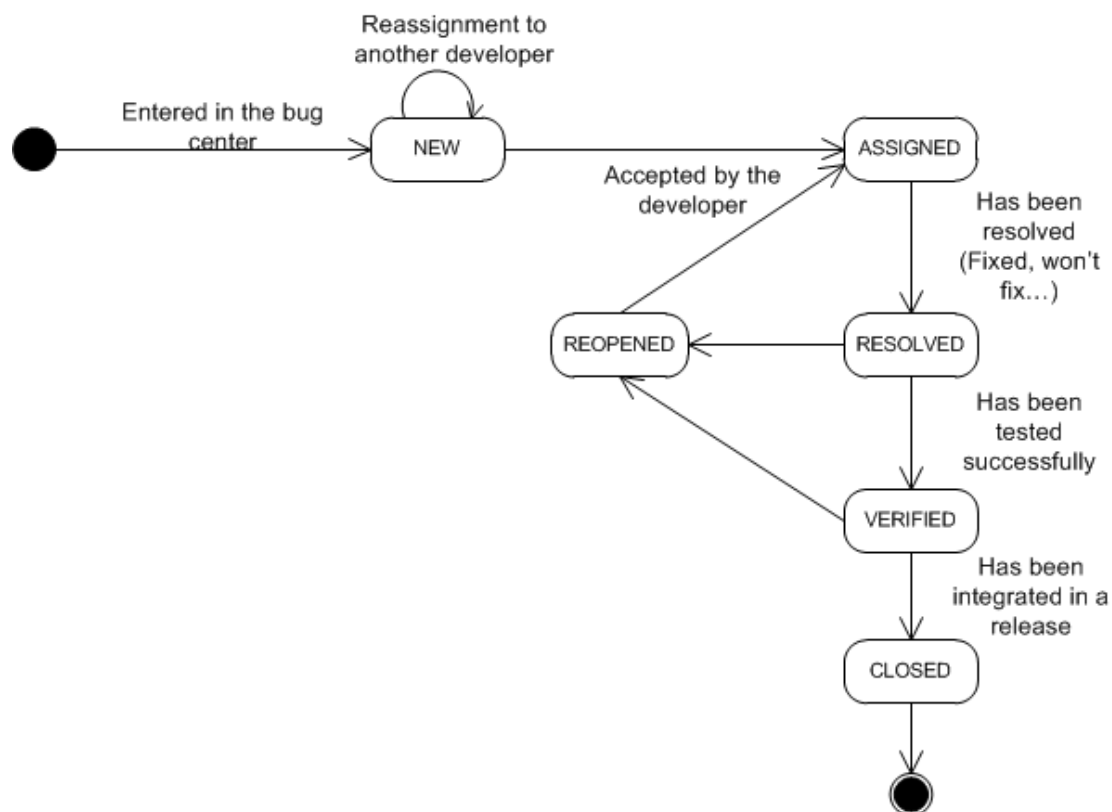 Reassignment to
another developer
Entered in the bug
center
NEW
ASSIGNED
Accepted by the
developer
Has been
resolved
(Fixed, won't
fix…)
REOPENED
RESOLVED
Has been
tested
successfully
VERIFIED
Has been
integrated in a
release
CLOSED